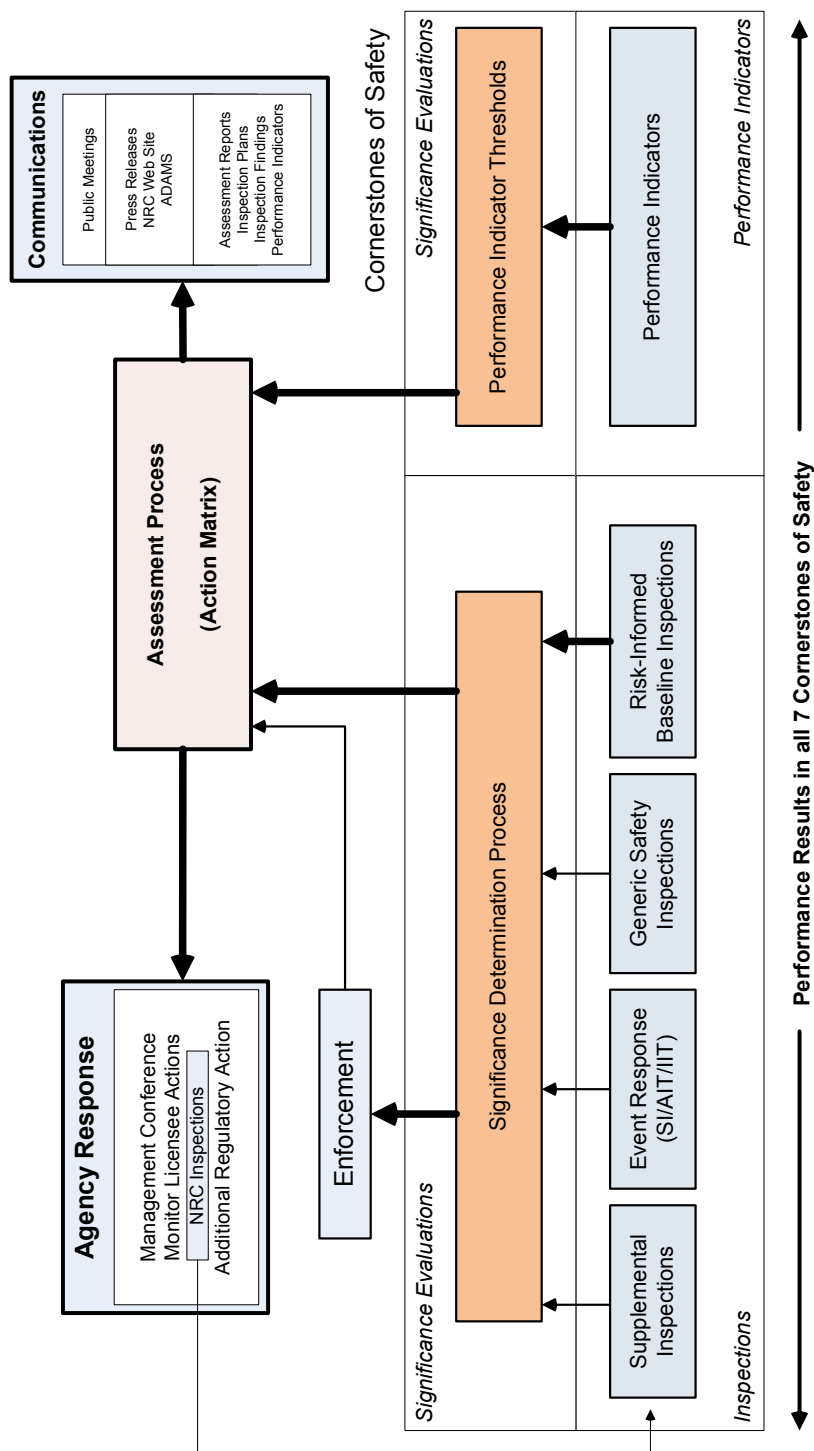 Agency Response
Management Conference
Monitor Licensee Actions
NRC Inspections
Additional Regulatory Action
Assessment Process
(Action Matrix)
Communications
Public Meetings
Press Releases
NRC Web Site
ADAMS
Assessment Reports
Inspection Plans
Inspection Findings
Performance Indicators
Enforcement
Cornerstones of Safety
Significance Evaluations
Significance Evaluations
Significance Determination Process
Performance Indicator Thresholds
Supplemental
Inspections
Event Response
(SI/AIT/IIT)
Generic Safety
Inspections
Risk-Informed
Baseline Inspections
Performance Indicators
Inspections
Performance Indicators
Performance Results in all 7 Cornerstones of Safety